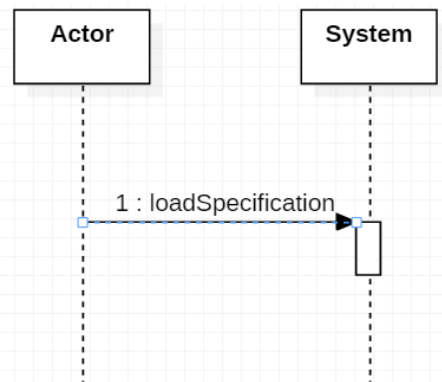 Actor
System
1 : loadSpecification